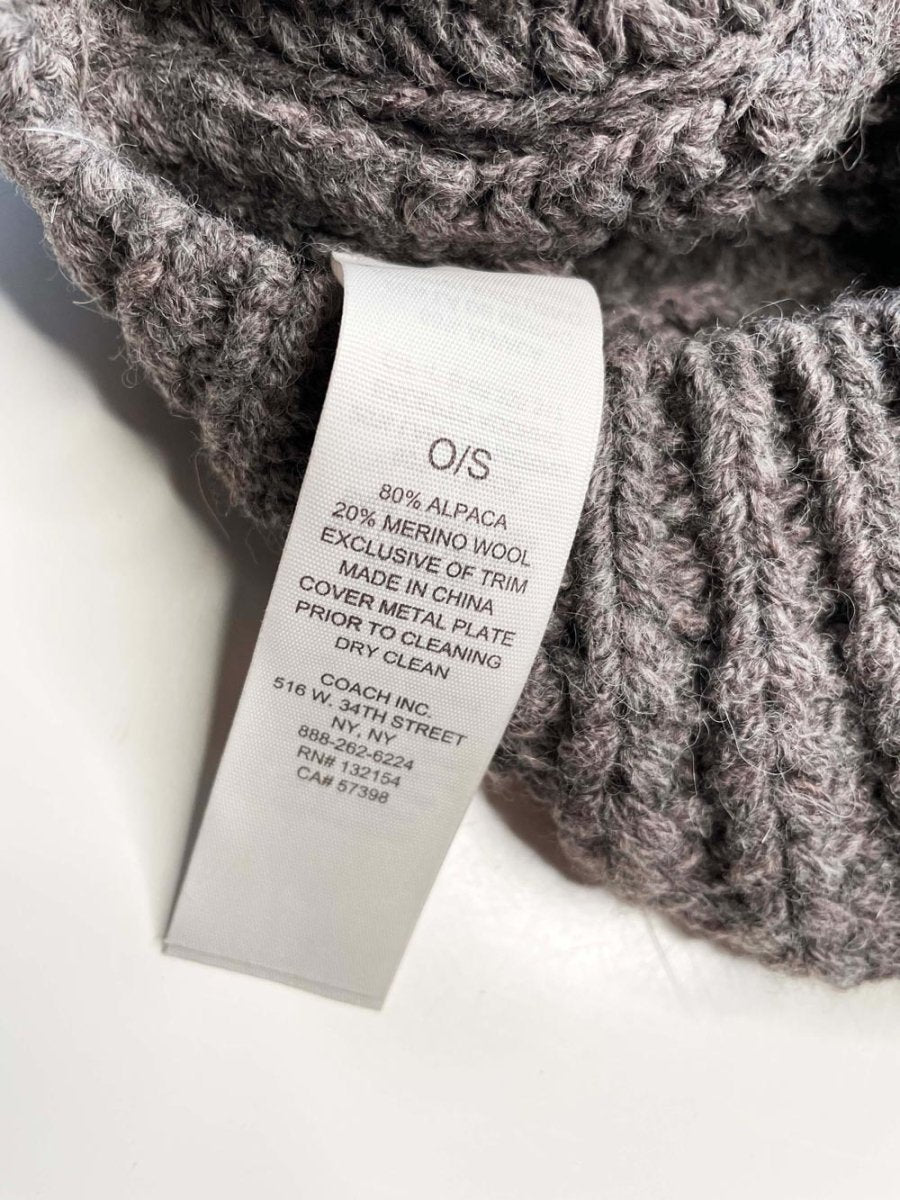 O/S
80% ALPACA
20% MERINO WOOL
EXCLUSIVE OF TRIM
MADE IN CHINA
COVER METAL PLATE
PRIOR TO CLEANING
DRY CLEAN
COACH INC.
516 W. 34TH STREET
NY, NY
888-262-6224
RN# 132154
CA# 57398